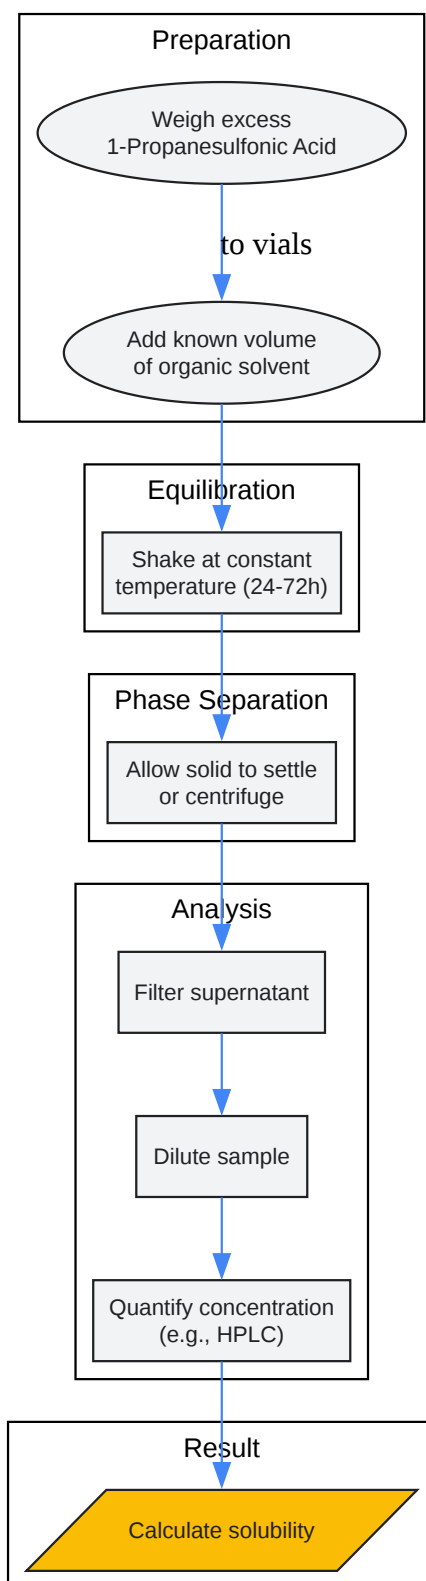 Preparation
Weigh excess
1-Propanesulfonic Acid
to vials
Add known volume
of organic solvent
Equilibration
Shake at constant
temperature (24-72h)
Phase Separation
Allow solid to settle
or centrifuge
Analysis
Filter supernatant
Dilute sample
Quantify concentration
(e.g., HPLC)
Result
Calculate solubility